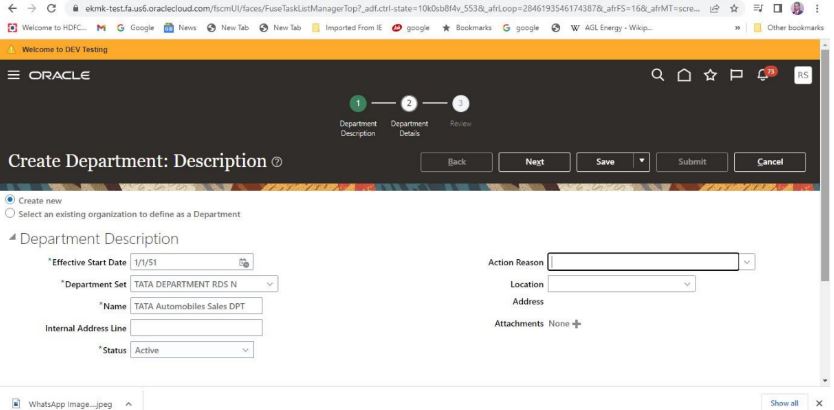 ekmk-test.fa.us6.oraclecloud.com/fscmUI/faces/FuseTaskListManagerTop?_adf.ctrl-state=10k0sb8f4v_553&_afrLoop=2846193546174387&_afrFS=16&_afrMT=scre...
Welcome to HDFC... G Google News New Tab New Tab Imported From IE google Bookmarks G google W AGL Energy - Wikip... » Other bookmarks
Welcome to DEV Testing
ORACLE 73 RS
1 2 3
Department Description Department Details Review
Create Department: Description Back Next Save Submit Cancel
Create new
Select an existing organization to define as a Department
Department Description
*Effective Start Date 1/1/51 Action Reason
*Department Set TATA DEPARTMENT RDS N Location
*Name TATA Automobiles Sales DPT Address
Internal Address Line Attachments None
*Status Active
WhatsApp Image....jpeg Show all